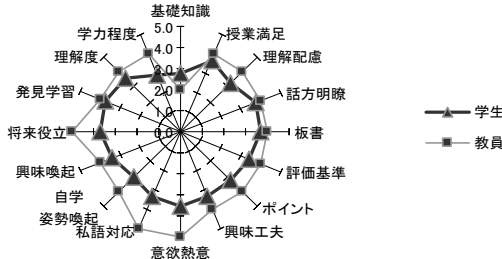 基礎知識
学力程度
5.0
授業満足
4.0
理解度
理解配慮
3.0
発見学習
2.0
話方明瞭
1.0
学生
将来役立
0.0
板書
教員
興味喚起
評価基準
自学
姿勢喚起
ポイント
私語対応
興味工夫
意欲熱意